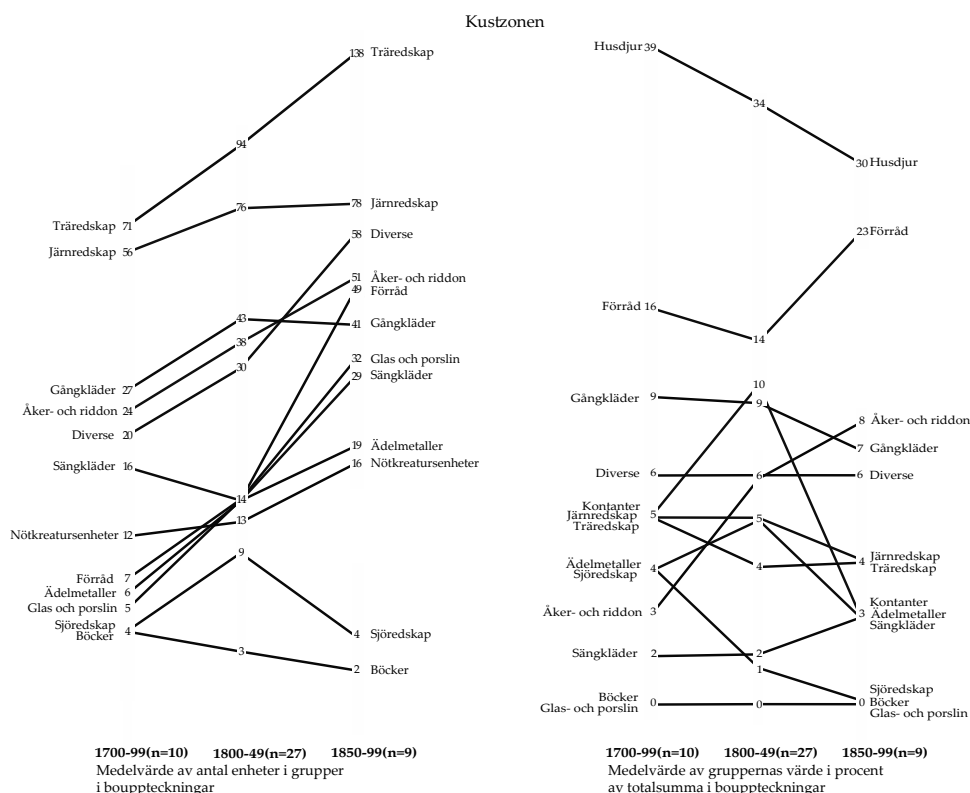 Kustzonen
138 Träredskap
94
78 Järnredskap
76
Träredskap 71
58 Diverse
Järnredskap 56
51 Åker- och riddon
49 Förråd
43
41 Gångkläder
38
32 Glas och porslin
30
29 Sängkläder
Gångkläder 27
Åker- och riddon 24
Diverse 20
19 Ädelmetaller
Sängkläder 16
16 Nötkreatursenheter
14
13
Nötkreatursenheter 12
9
Förråd 7
Ädelmetaller 6
Glas och porslin 5
Sjöredskap
Böcker 4
4 Sjöredskap
3
2 Böcker
1700-99(n=10) 1800-49(n=27) 1850-99(n=9)
Medelvärde av antal enheter i grupper
i bouppteckningar
Husdjur 39
34
30 Husdjur
23 Förråd
Förråd 16
14
10
Gångkläder 9
9
8 Åker- och riddon
7 Gångkläder
Diverse 6 6 6 Diverse
Kontanter
Järnredskap 5 5
Träredskap
Järnredskap
4 4
Träredskap
Ädelmetaller
4
Sjöredskap
Åker- och riddon 3
Kontanter
3 Ädelmetaller
Sängkläder
Sängkläder 2 2
1
Sjöredskap
Böcker
0 0 0 Böcker
Glas- och porslin
Glas- och porslin
1700-99(n=10) 1800-49(n=27) 1850-99(n=9)
Medelvärde av gruppernas värde i procent
av totalsumma i bouppteckningar